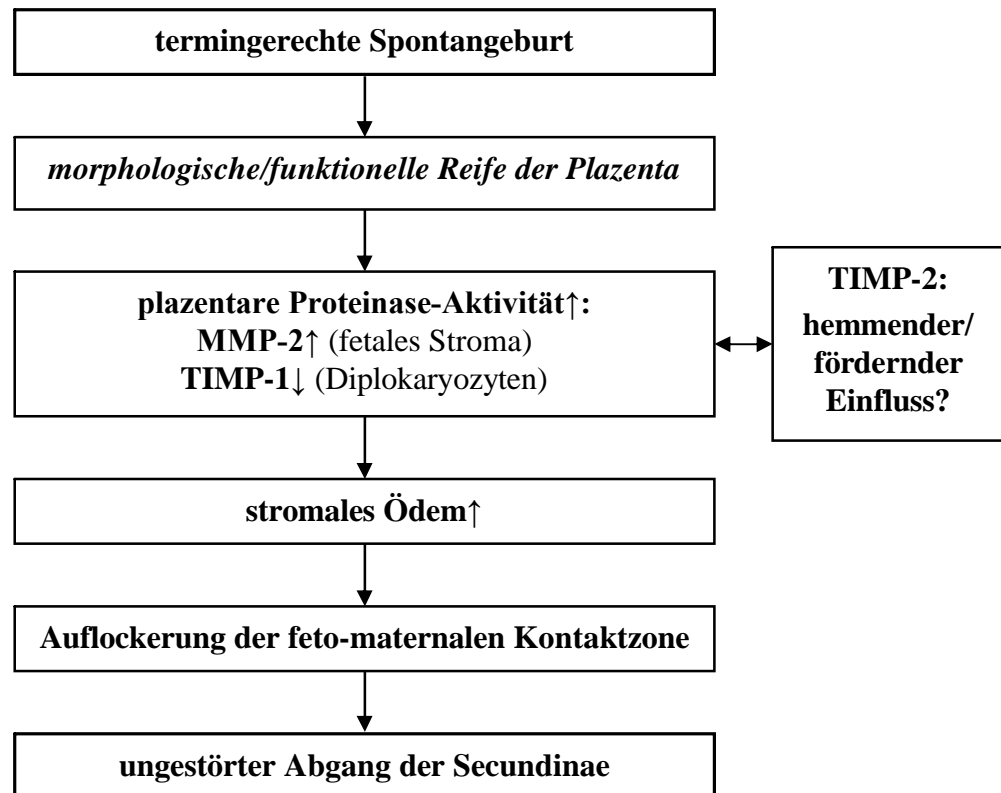 termingerechte Spontangeburt
morphologische/funktionelle Reife der Plazenta
plazentare Proteinase-Aktivität↑:
MMP-2↑ (fetales Stroma)
TIMP-1↓ (Diplokaryozyten)
TIMP-2:
hemmender/
fördernder
Einfluss?
stromales Ödem↑
Auflockerung der feto-maternalen Kontaktzone
ungestörter Abgang der Secundinae